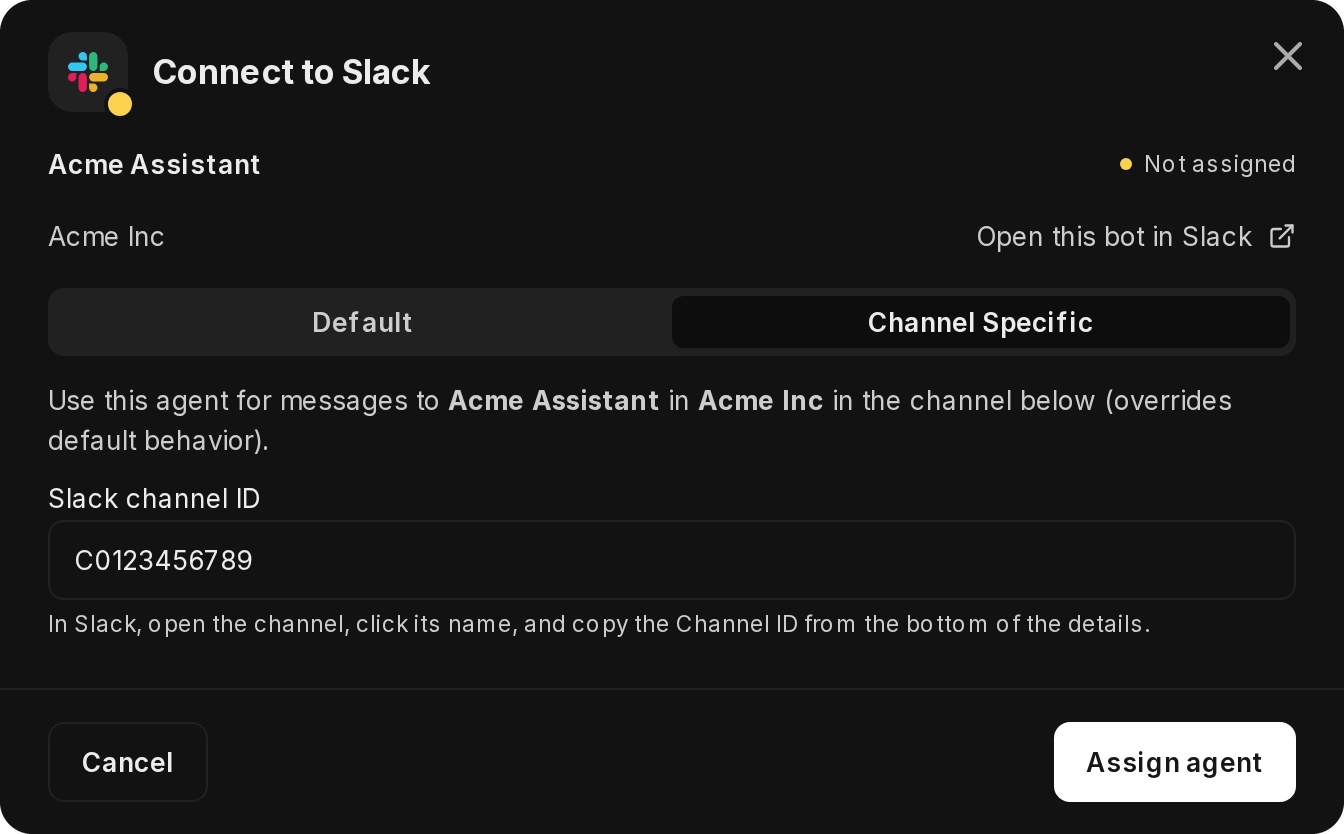 Connect to Slack
Acme Assistant
Not assigned
Acme Inc
Open this bot in Slack
Default
Channel Specific
Use this agent for messages to Acme Assistant in Acme Inc in the channel below (overrides
default behavior).
Slack channel ID
C0123456789
In Slack, open the channel, click its name, and copy the Channel ID from the bottom of the details.
Cancel
Assign agent